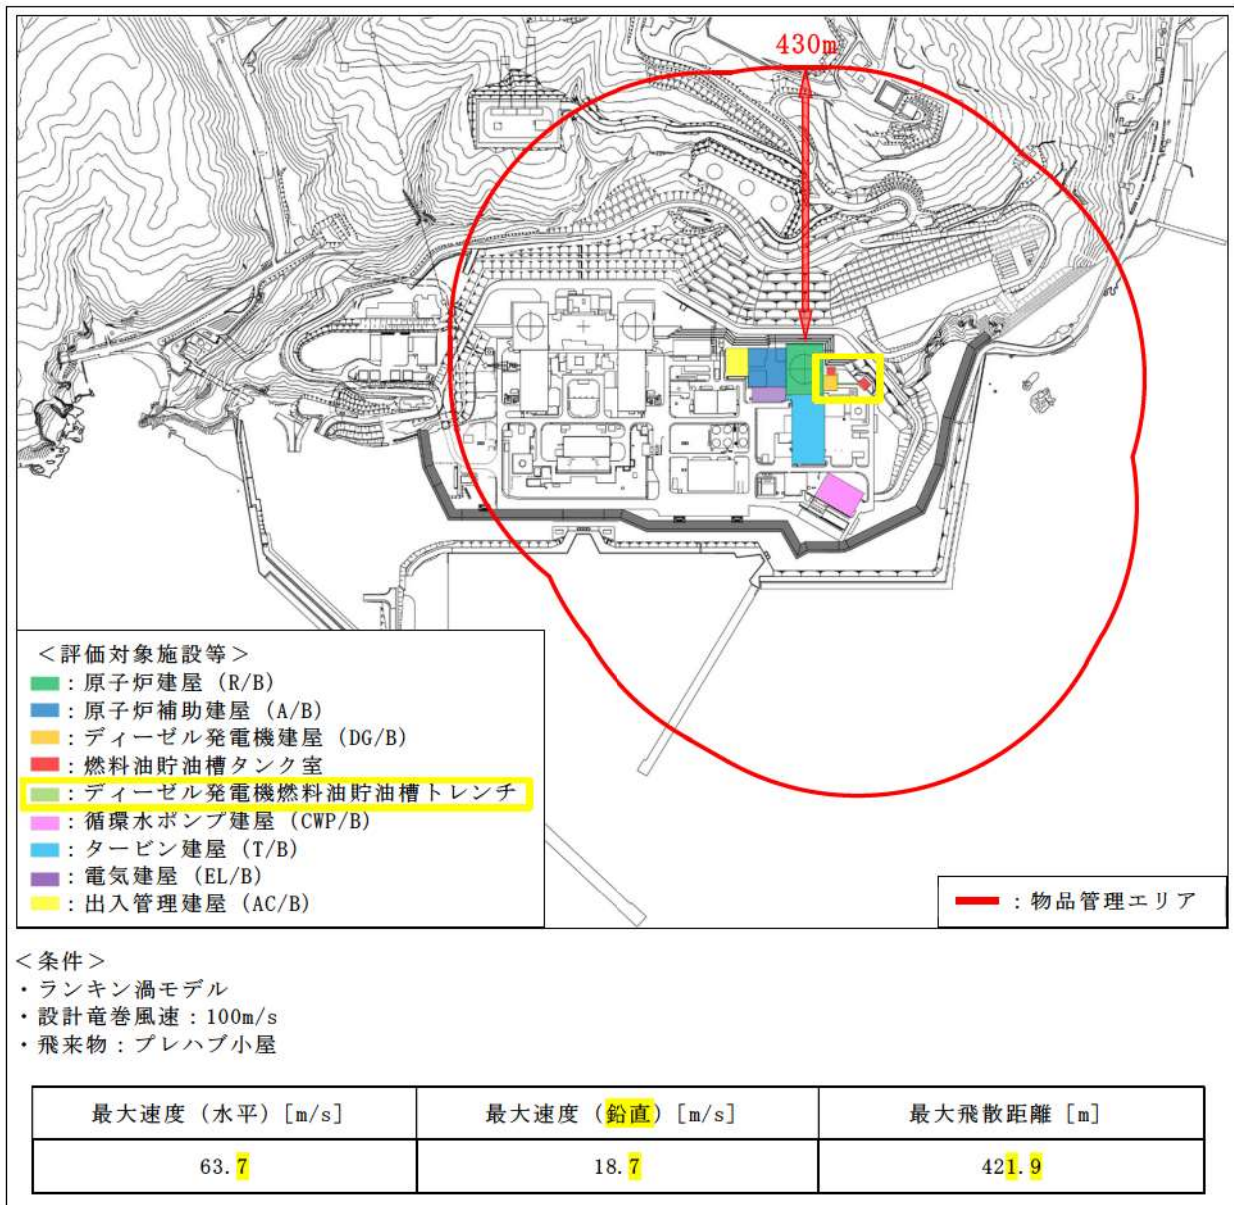 430m
＜評価対象施設等＞
：原子炉建屋 (R/B)
：原子炉補助建屋 (A/B)
：ディーゼル発電機建屋 (DG/B)
：燃料油貯油槽タンク室
：ディーゼル発電機燃料油貯油槽トレンチ
：循環水ポンプ建屋 (CWP/B)
：タービン建屋 (T/B)
：電気建屋 (EL/B)
：出入管理建屋 (AC/B)
：物品管理エリア
＜条件＞
・ランキン渦モデル
・設計竜巻風速：100m/s
・飛来物：プレハブ小屋
最大速度（水平）[m/s] 最大速度（鉛直）[m/s] 最大飛散距離 [m]
63.7 18.7 421.9